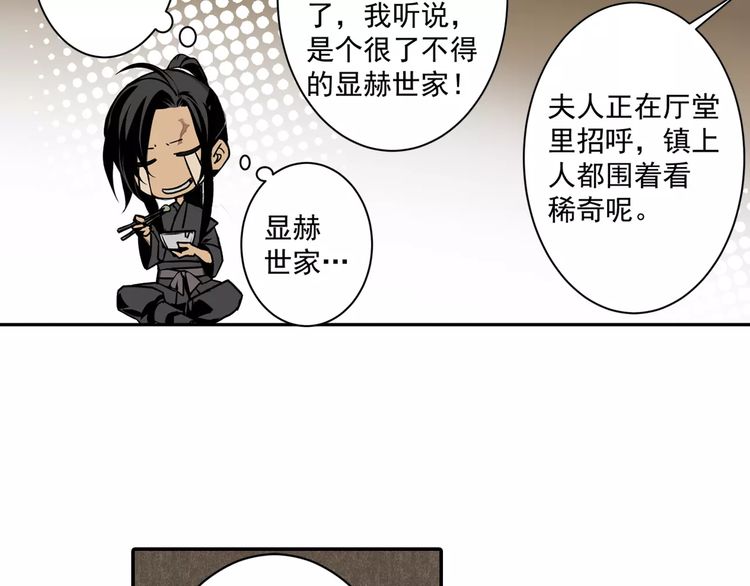 了，我听说，
是个很了不得
的显赫世家！
夫人正在厅堂
里招呼，镇上
人都围着看
稀奇呢。
显赫
世家…